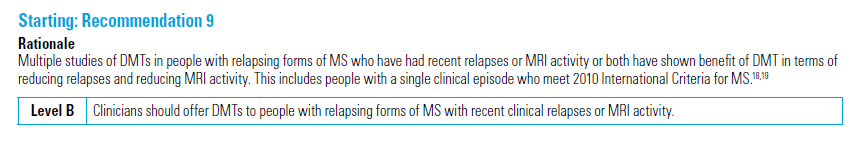 Starting: Recommendation 9
Rationale
Multiple studies of DMTs in people with relapsing forms of MS who have had recent relapses or MRI activity or both have shown benefit of DMT in terms of
reducing relapses and reducing MRI activity. This includes people with a single clinical episode who meet 2010 International Criteria for MS.18,19
Level B Clinicians should offer DMTs to people with relapsing forms of MS with recent clinical relapses or MRI activity.